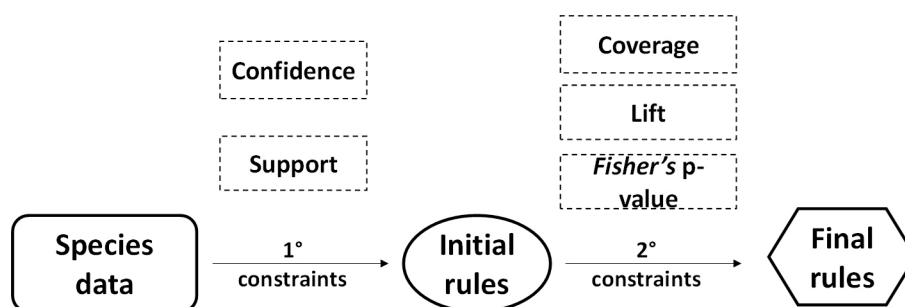 Confidence
Support
Coverage
Lift
Fisher's p-
value
Species
data
1°
constraints
Initial
rules
2°
constraints
Final
rules